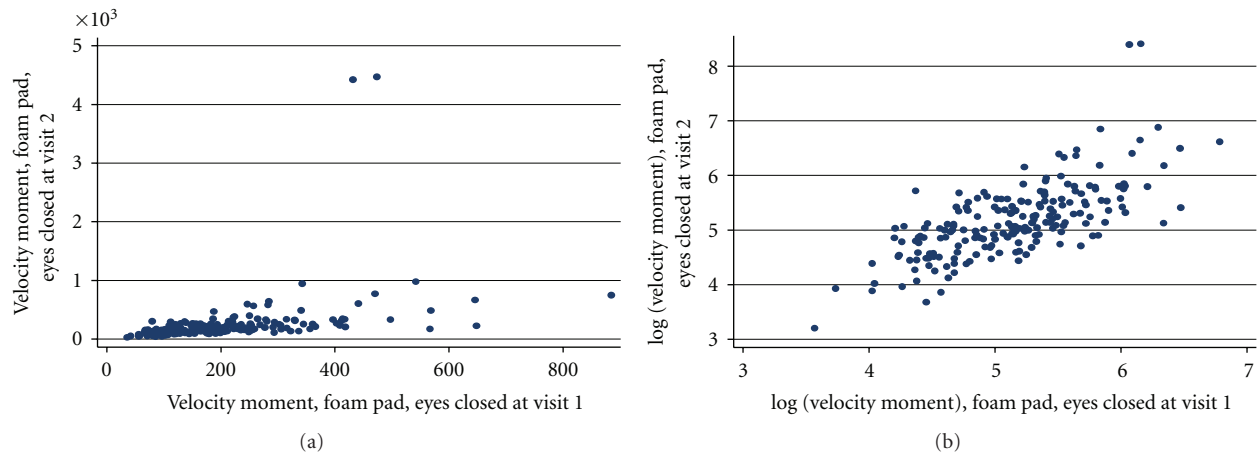 ×10³
5
4
3
2
1
0
0 200 400 600 800
Velocity moment, foam pad,
eyes closed at visit 2
Velocity moment, foam pad, eyes closed at visit 1
(a)
8
7
6
5
4
3
3 4 5 6 7
log (velocity moment), foam pad,
eyes closed at visit 2
log (velocity moment), foam pad, eyes closed at visit 1
(b)